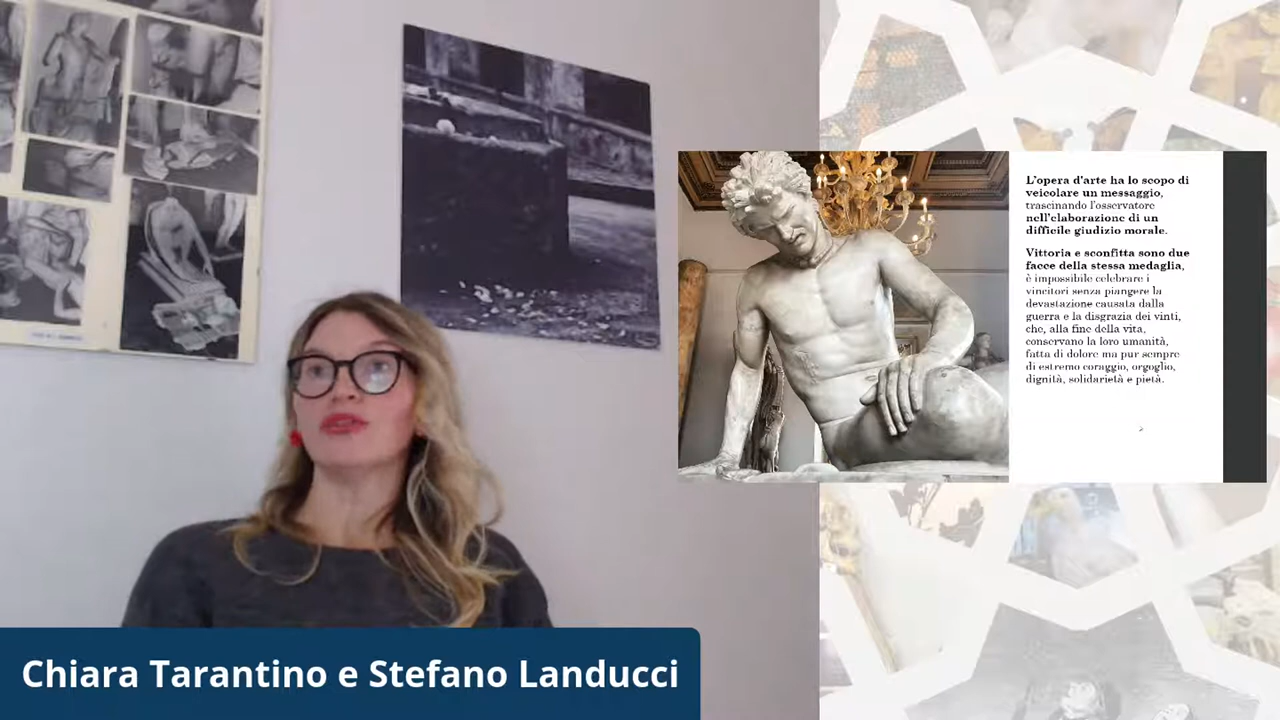 L'opera d'arte ha lo scopo di
veicolare un messaggio,
trascinando l'osservatore
nell'elaborazione di un
difficile giudizio morale.
Vittoria e sconfitta sono due
facce della stessa medaglia,
è impossibile celebrare i
vincitori senza piangere la
devastazione causata dalla
guerra e la disgrazia dei vinti,
che, alla fine della vita,
conservano la loro umanità,
fatta di dolore ma pur sempre
di estremo coraggio, orgoglio,
dignità, solidarietà e pietà.
Chiara Tarantino e Stefano Landucci